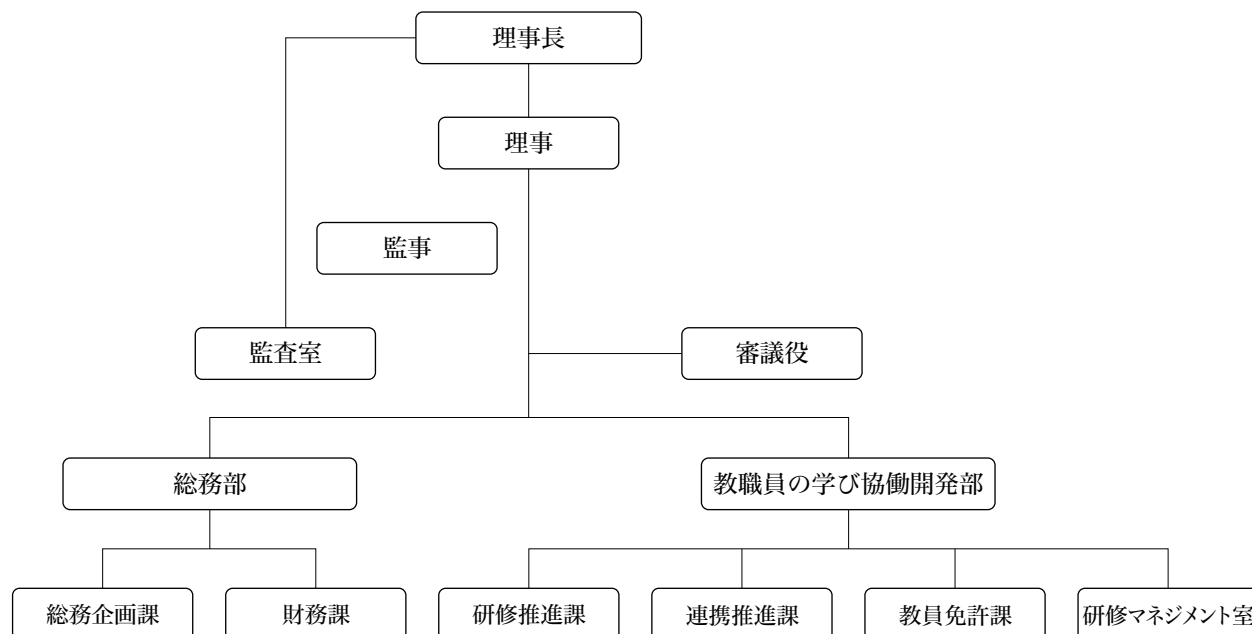 理事長
理事
監事
監査室
審議役
総務部
教職員の学び協働開発部
総務企画課
財務課
研修推進課
連携推進課
教員免許課
研修マネジメント室